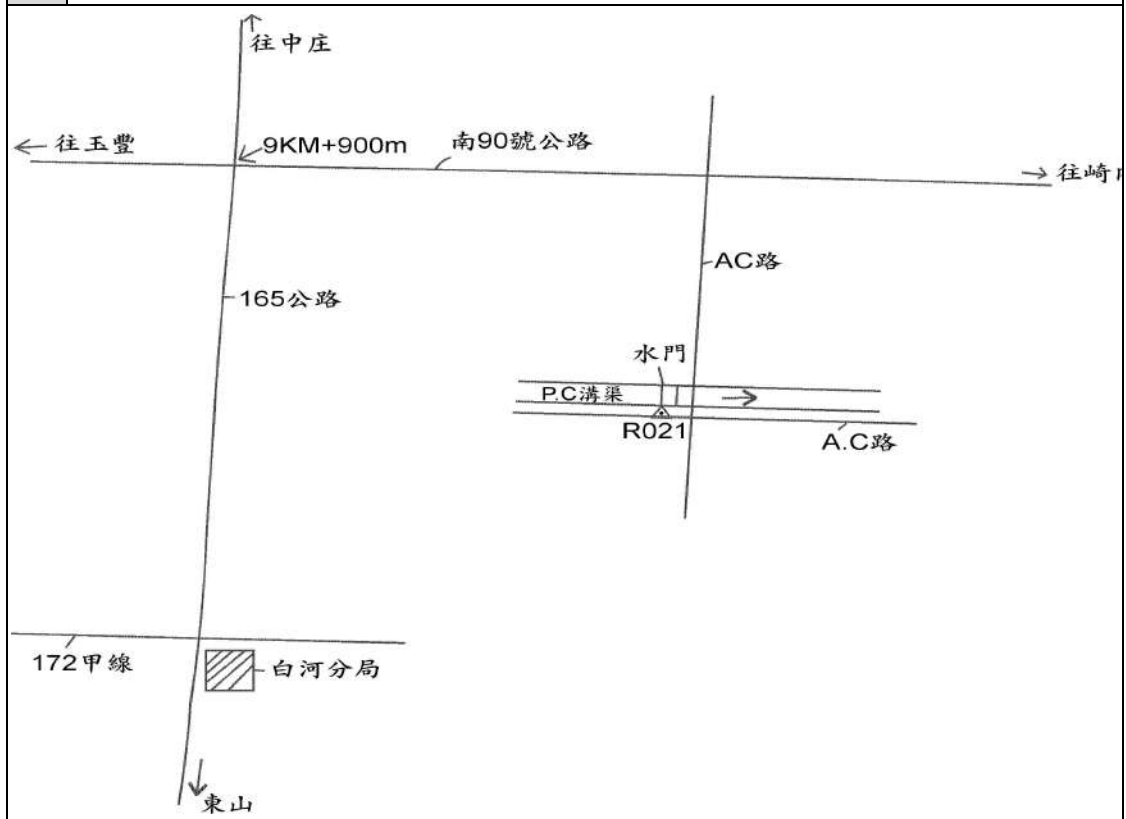 往中庄
往玉豐
9KM+900m
南90號公路
往崎
AC路
165公路
水門
P.C溝渠
R021
A.C路
172甲線
白河分局
東山